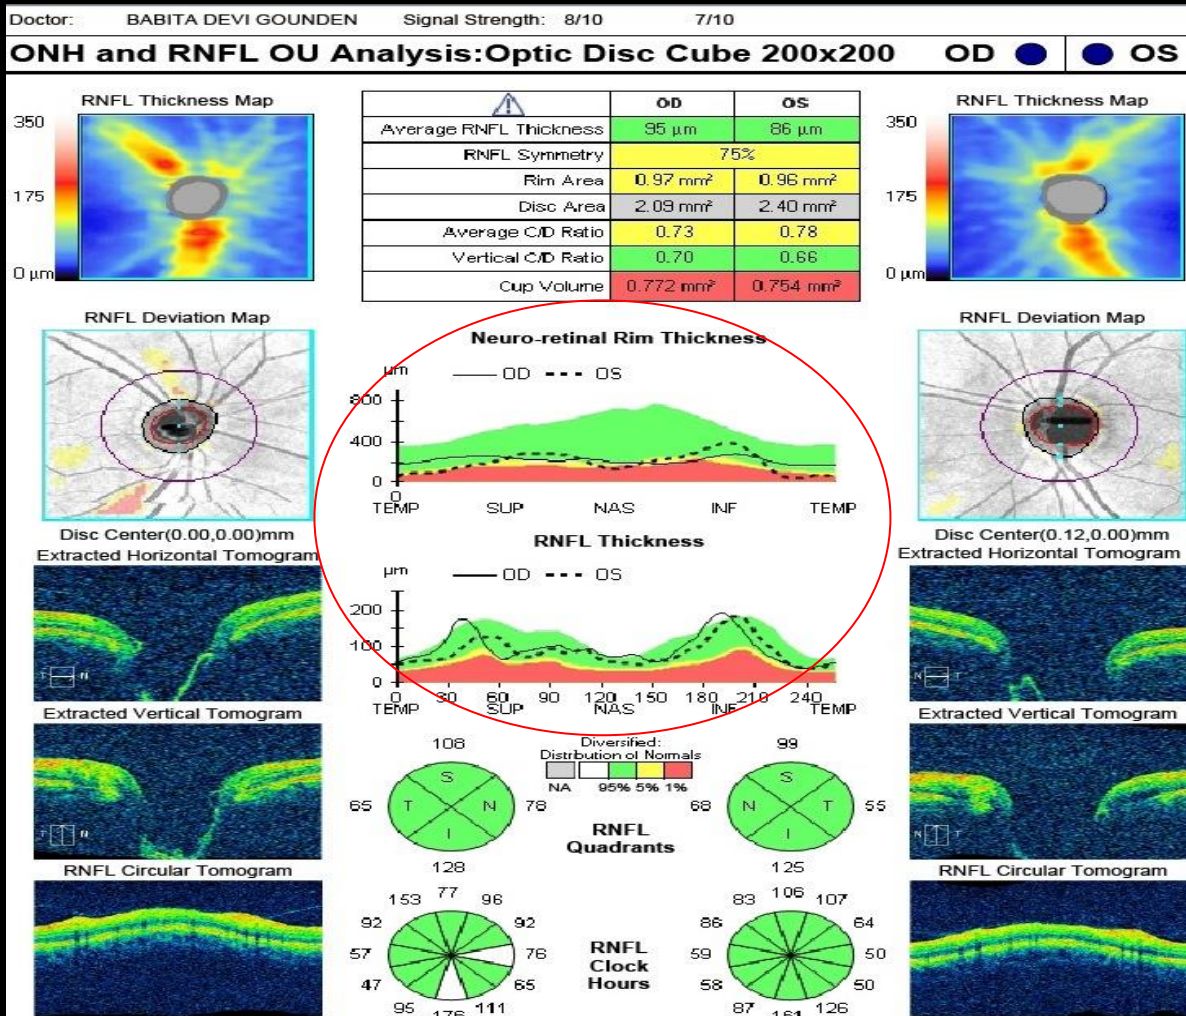 Doctor: BABITA DEVI GOUNDEN Signal Strength: 8/10 7/10
ONH and RNFL OU Analysis:Optic Disc Cube 200x200 OD OS
RNFL Thickness Map
350
175
0 µm
OD OS
Average RNFL Thickness 95 µm 86 µm
RNFL Symmetry 75%
Rim Area 0.97 mm² 0.96 mm²
Disc Area 2.09 mm² 2.40 mm²
Average C/D Ratio 0.73 0.78
Vertical C/D Ratio 0.70 0.66
Cup Volume 0.772 mm³ 0.754 mm³
RNFL Thickness Map
350
175
0 µm
RNFL Deviation Map
Disc Center(0.00,0.00)mm
Extracted Horizontal Tomogram
T N
Extracted Vertical Tomogram
T N
RNFL Circular Tomogram
Neuro-retinal Rim Thickness
µm OD OS
800
400
0
0
TEMP SUP NAS INF TEMP
RNFL Thickness
µm OD OS
200
100
0
0 30 60 90 120 150 180 210 240
TEMP SUP NAS INF TEMP
Diversified:
Distribution of Normals
NA 95% 5% 1%
108
S
65 T N 78
I
128
RNFL
Quadrants
99
S
68 N T 55
I
125
153 77 96
92 92
57 76
47 65
95 176 111
RNFL
Clock
Hours
83 106 107
86 64
59 50
58 50
87 161 126
RNFL Deviation Map
Disc Center(0.12,0.00)mm
Extracted Horizontal Tomogram
N T
Extracted Vertical Tomogram
N T
RNFL Circular Tomogram